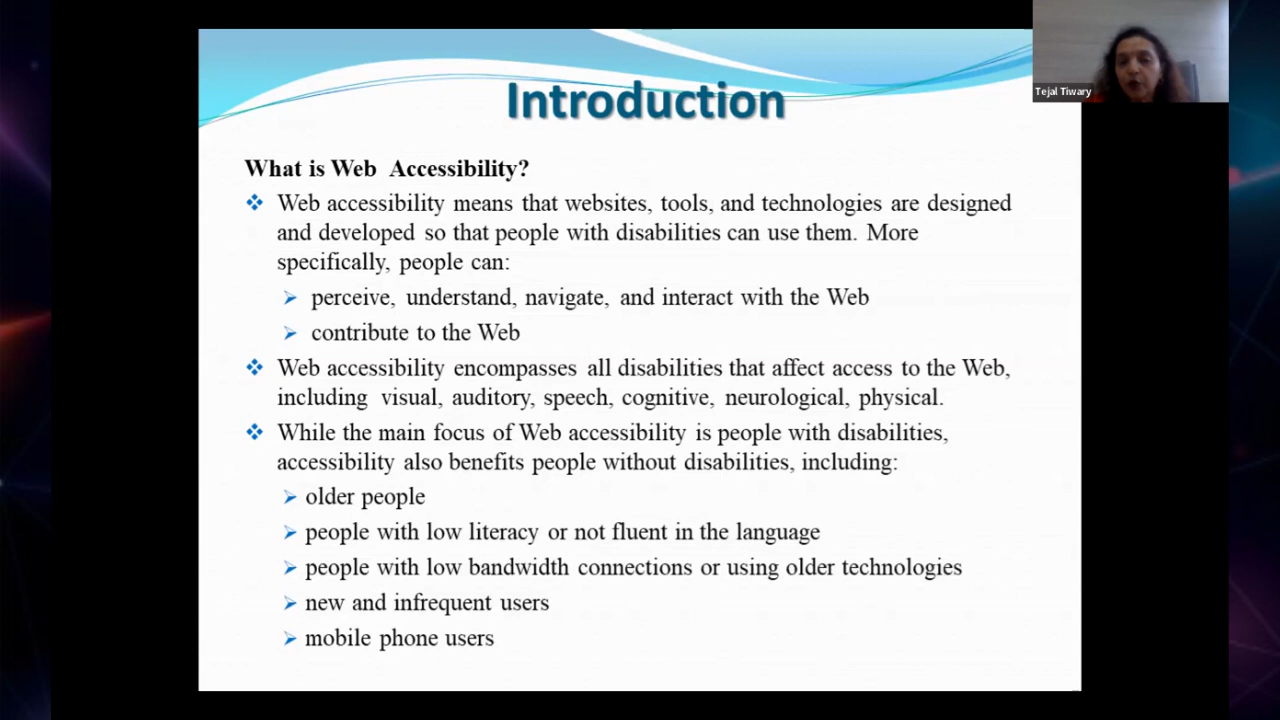 Introduction
Tejal Tiwary
What is Web Accessibility?
Web accessibility means that websites, tools, and technologies are designed
and developed so that people with disabilities can use them. More
specifically, people can:
perceive, understand, navigate, and interact with the Web
contribute to the Web
Web accessibility encompasses all disabilities that affect access to the Web,
including visual, auditory, speech, cognitive, neurological, physical.
While the main focus of Web accessibility is people with disabilities,
accessibility also benefits people without disabilities, including:
older people
people with low literacy or not fluent in the language
people with low bandwidth connections or using older technologies
new and infrequent users
mobile phone users